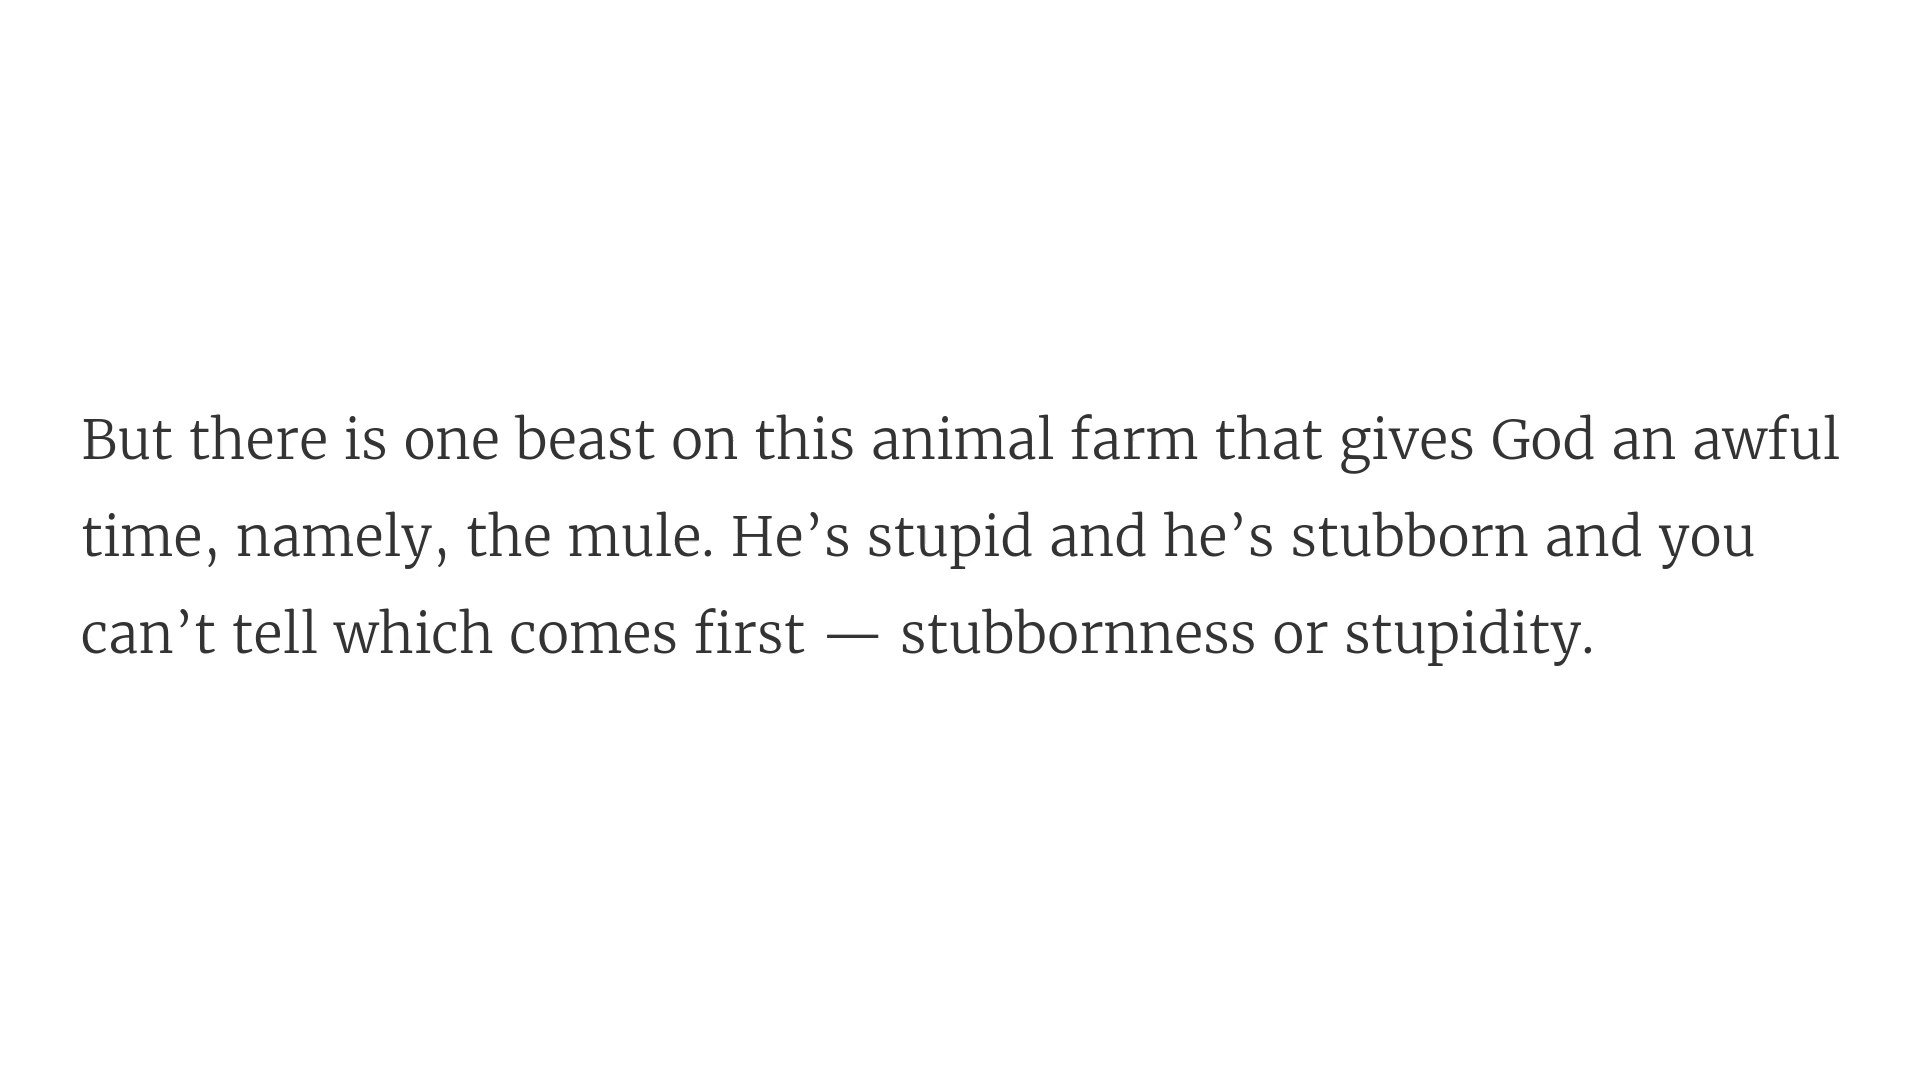 But there is one beast on this animal farm that gives God an awful
time, namely, the mule. He’s stupid and he’s stubborn and you
can’t tell which comes first — stubbornness or stupidity.